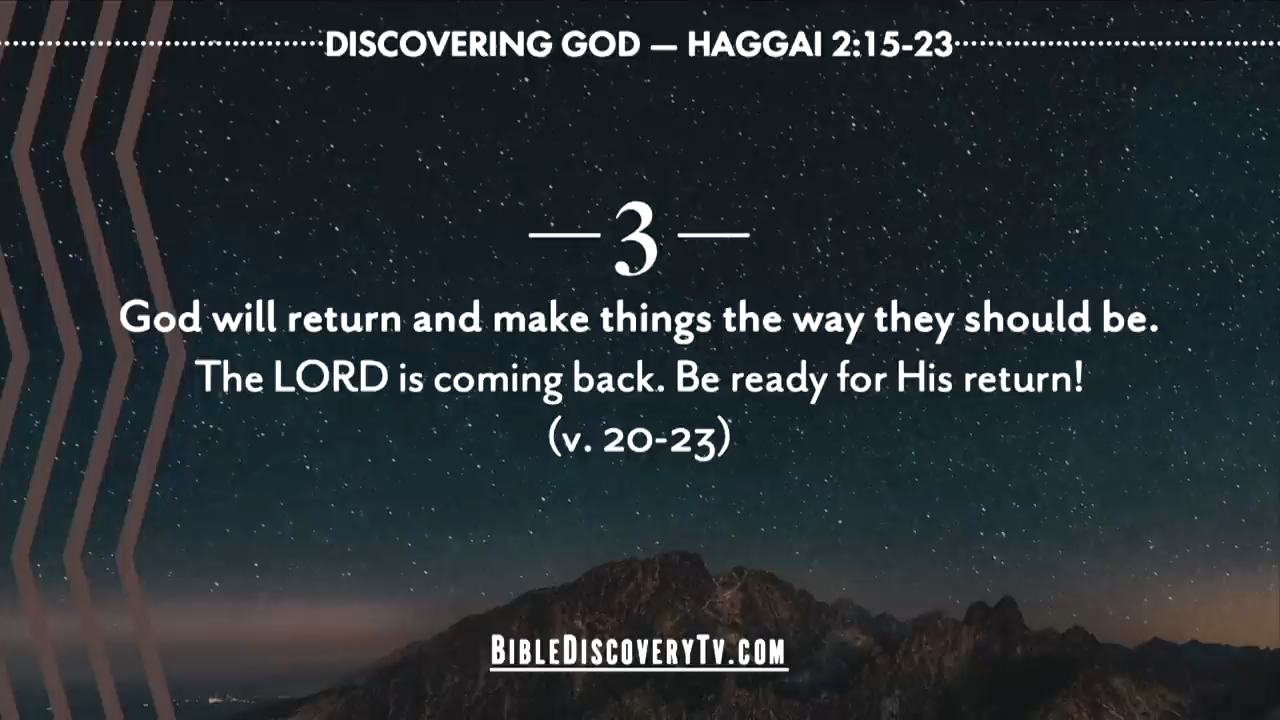 DISCOVERING GOD — HAGGAI 2:15-23
— 3 —
God will return and make things the way they should be.
The LORD is coming back. Be ready for His return!
(v. 20-23)
BIBLEDISCOVERYTV.COM